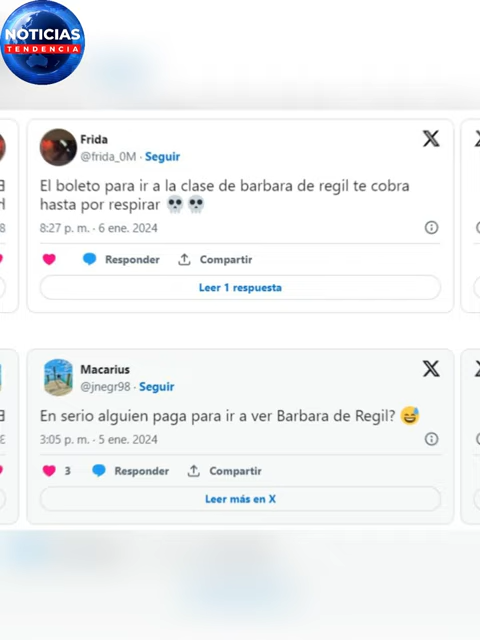 NOTICIAS
TENDENCIA
Frida
@frida_0M · Seguir
El boleto para ir a la clase de barbara de regil te cobra
hasta por respirar 💀💀
8:27 p. m. · 6 ene. 2024
Responder Compartir
Leer 1 respuesta
Macarius
@jnegr98 · Seguir
En serio alguien paga para ir a ver Barbara de Regil? 😅
3:05 p. m. · 5 ene. 2024
3 Responder Compartir
Leer más en X